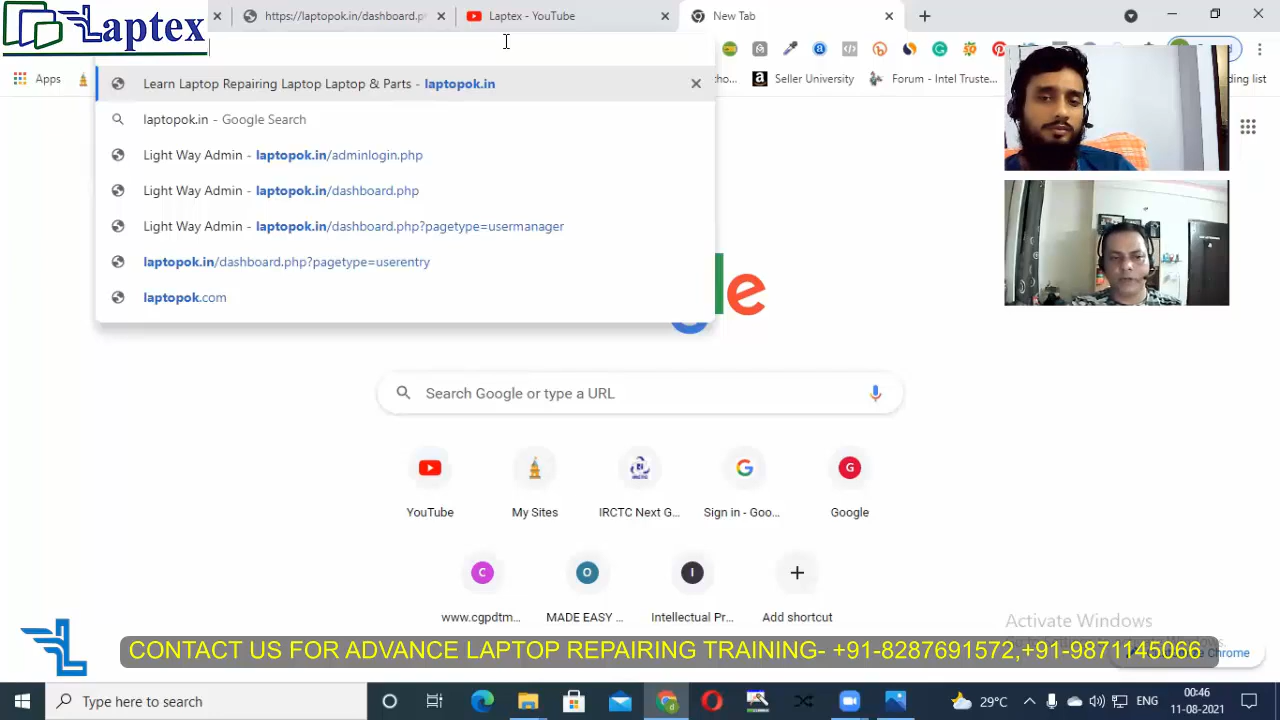 Laptex
https://laptopok.in/dashboard.ph
Laptex - YouTube
New Tab
Apps
Seller University
Forum - Intel Truste...
ding list
Learn Laptop Repairing Laptop Laptop & Parts - laptopok.in
laptopok.in - Google Search
Light Way Admin - laptopok.in/adminlogin.php
Light Way Admin - laptopok.in/dashboard.php
Light Way Admin - laptopok.in/dashboard.php?pagetype=usermanager
laptopok.in/dashboard.php?pagetype=userentry
laptopok.com
le
Search Google or type a URL
YouTube
My Sites
IRCTC Next G...
Sign in - Goo...
Google
www.cgpdtm...
MADE EASY ...
Intellectual Pr...
Add shortcut
Activate Windows
Chrome
CONTACT US FOR ADVANCE LAPTOP REPAIRING TRAINING- +91-8287691572,+91-9871145066
Type here to search
29°C
ENG
00:46
11-08-2021